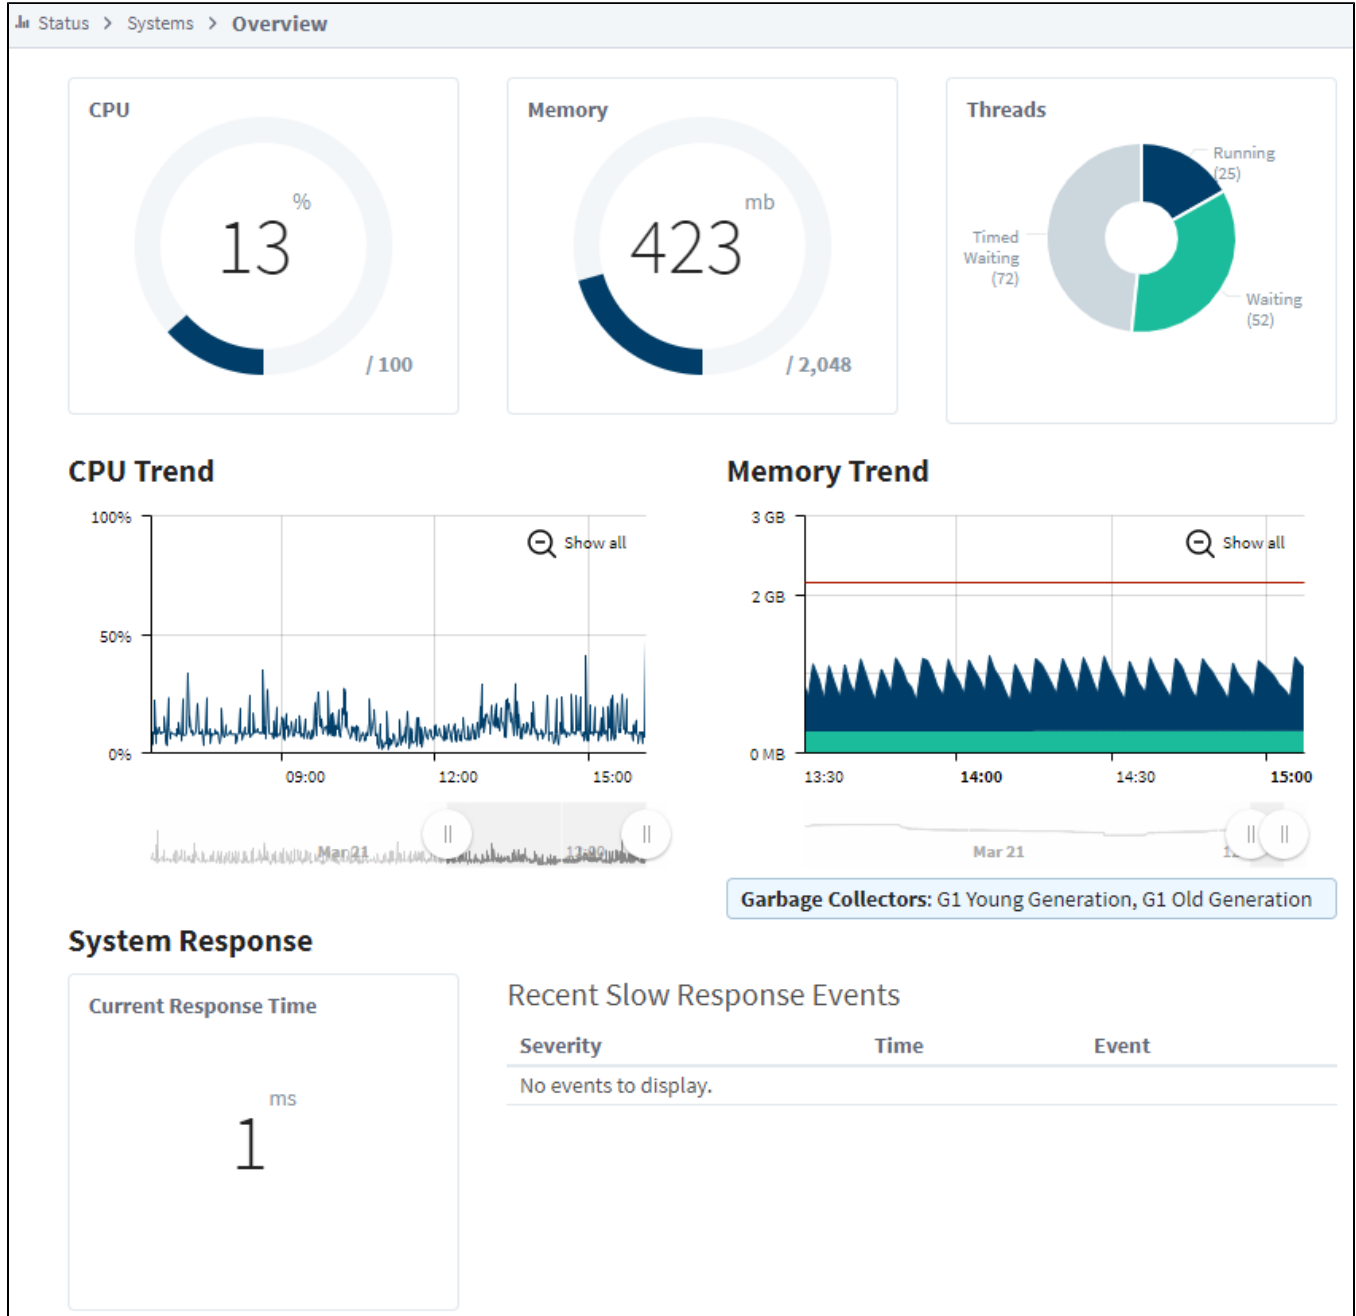 Status > Systems > Overview
CPU
%
13
/ 100
Memory
mb
423
/ 2,048
Threads
Running
(25)
Timed
Waiting
(72)
Waiting
(52)
CPU Trend
100%
Show all
50%
0%
09:00
12:00
15:00
Mar 21
12:00
Memory Trend
3 GB
Show all
2 GB
0 MB
13:30
14:00
14:30
15:00
Mar 21
Garbage Collectors: G1 Young Generation, G1 Old Generation
System Response
Current Response Time
ms
1
Recent Slow Response Events
Severity Time Event
No events to display.